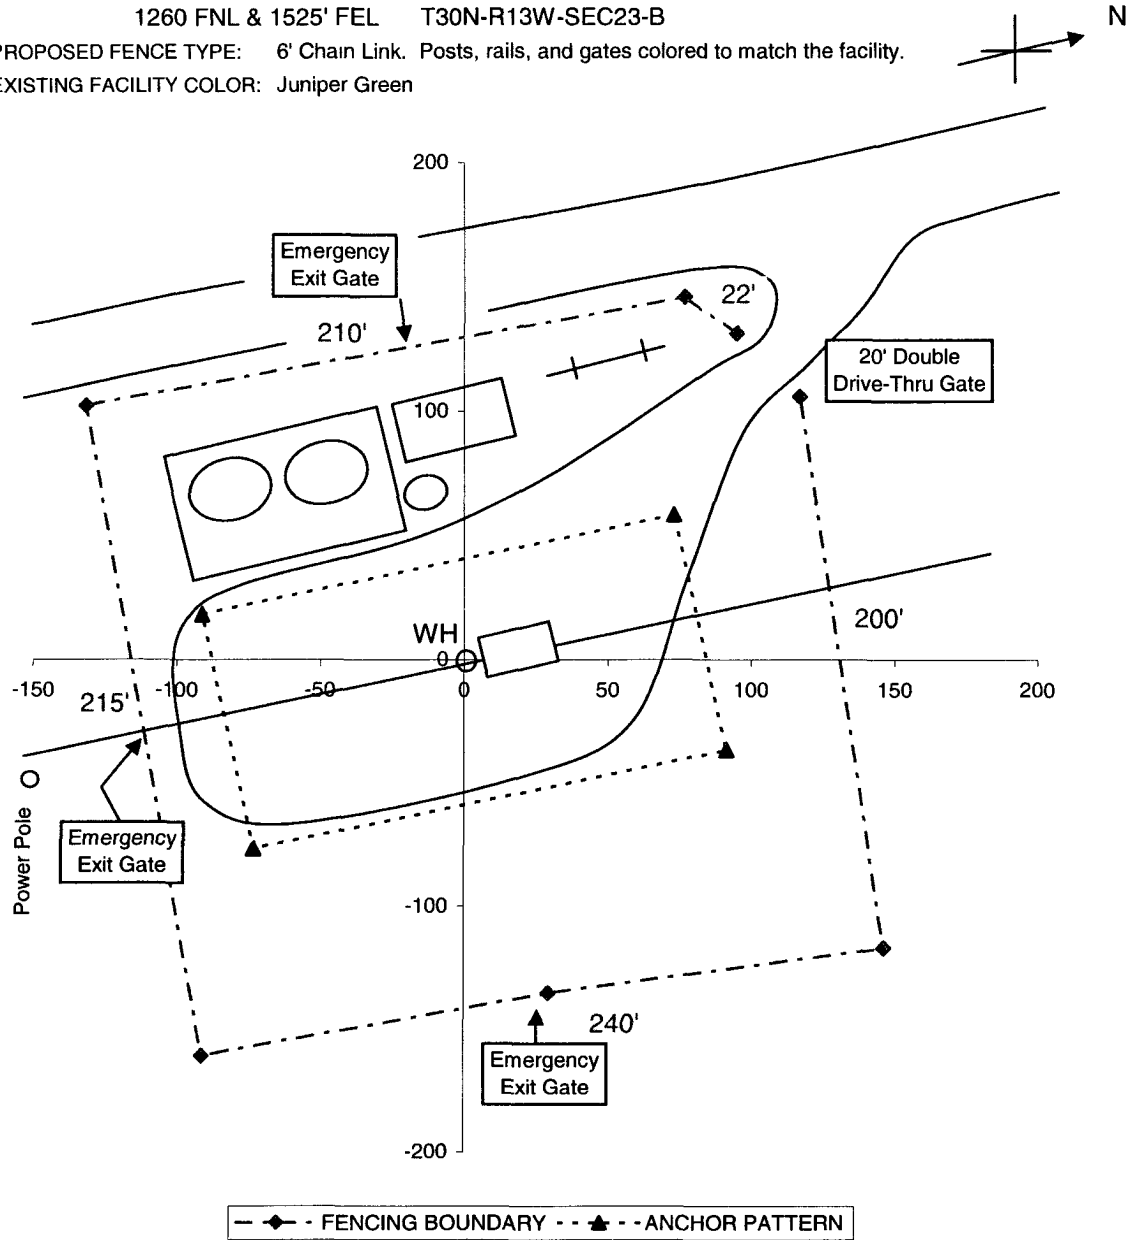 1260 FNL & 1525' FEL T30N-R13W-SEC23-B
N
PROPOSED FENCE TYPE: 6' Chain Link. Posts, rails, and gates colored to match the facility.
EXISTING FACILITY COLOR: Juniper Green
200
Emergency
Exit Gate
22'
210'
20' Double
Drive-Thru Gate
100
WH
200'
0
-150
-100
-50
0
50
100
150
200
215'
Power Pole
Emergency
Exit Gate
-100
240'
Emergency
Exit Gate
-200
FENCING BOUNDARY
ANCHOR PATTERN